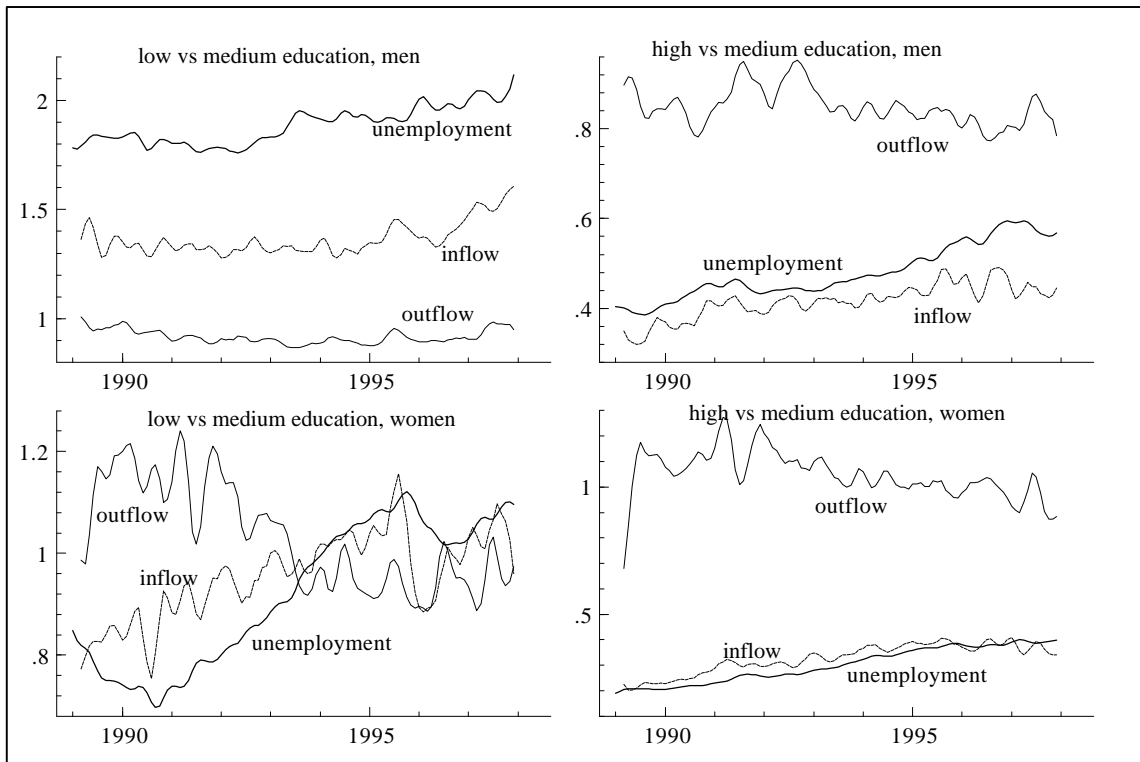 low vs medium education, men
2
unemployment
1.5
inflow
outflow
1
1990 1995
high vs medium education, men
.8
outflow
.6
unemployment
.4
inflow
1990 1995
low vs medium education, women
1.2
outflow
1
inflow
unemployment
.8
1990 1995
high vs medium education, women
1
outflow
.5
inflow
unemployment
1990 1995